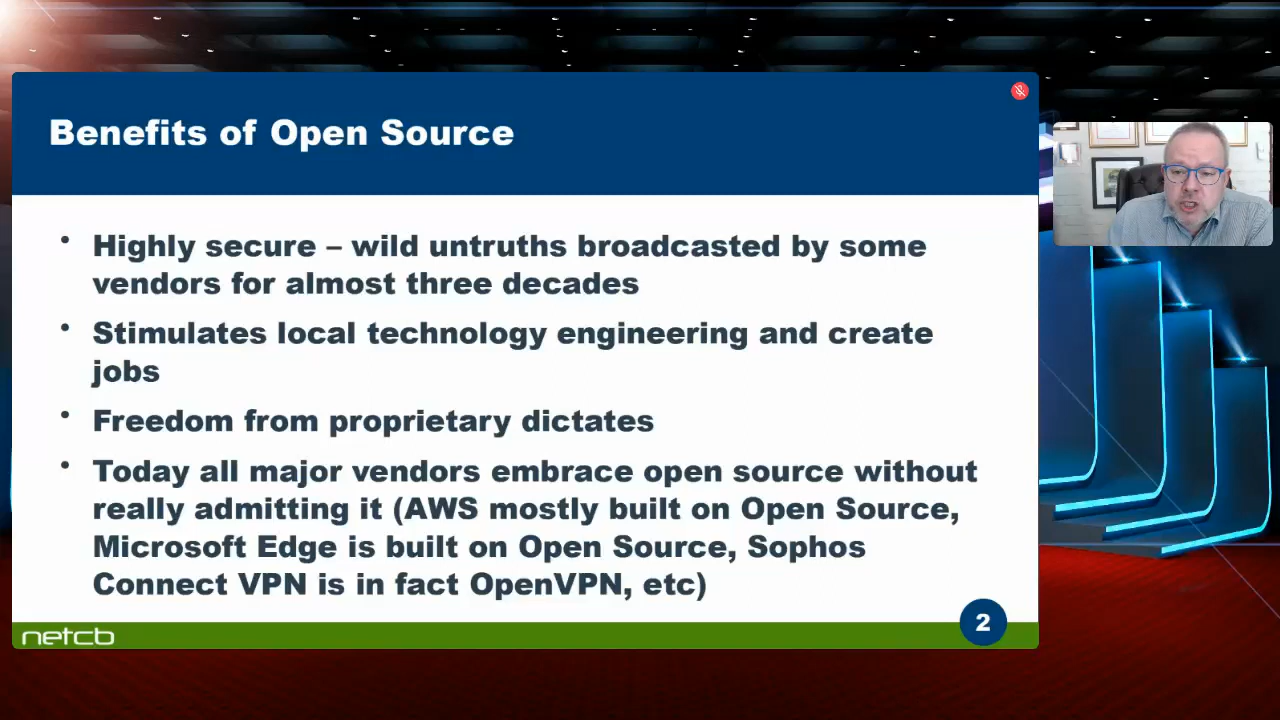 Benefits of Open Source
• Highly secure – wild untruths broadcasted by some
vendors for almost three decades
• Stimulates local technology engineering and create
jobs
• Freedom from proprietary dictates
• Today all major vendors embrace open source without
really admitting it (AWS mostly built on Open Source,
Microsoft Edge is built on Open Source, Sophos
Connect VPN is in fact OpenVPN, etc)
netcb
2